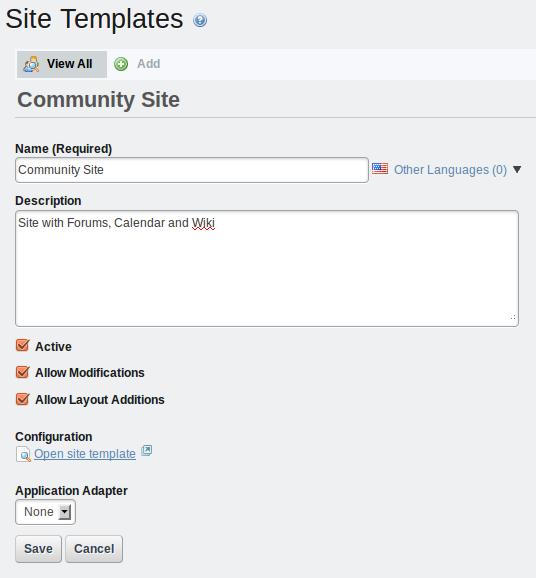 Site Templates
View All Add
Community Site
Name (Required)
Community Site Other Languages (0)
Description
Site with Forums, Calendar and Wiki
Active
Allow Modifications
Allow Layout Additions
Configuration
Open site template
Application Adapter
None
Save Cancel